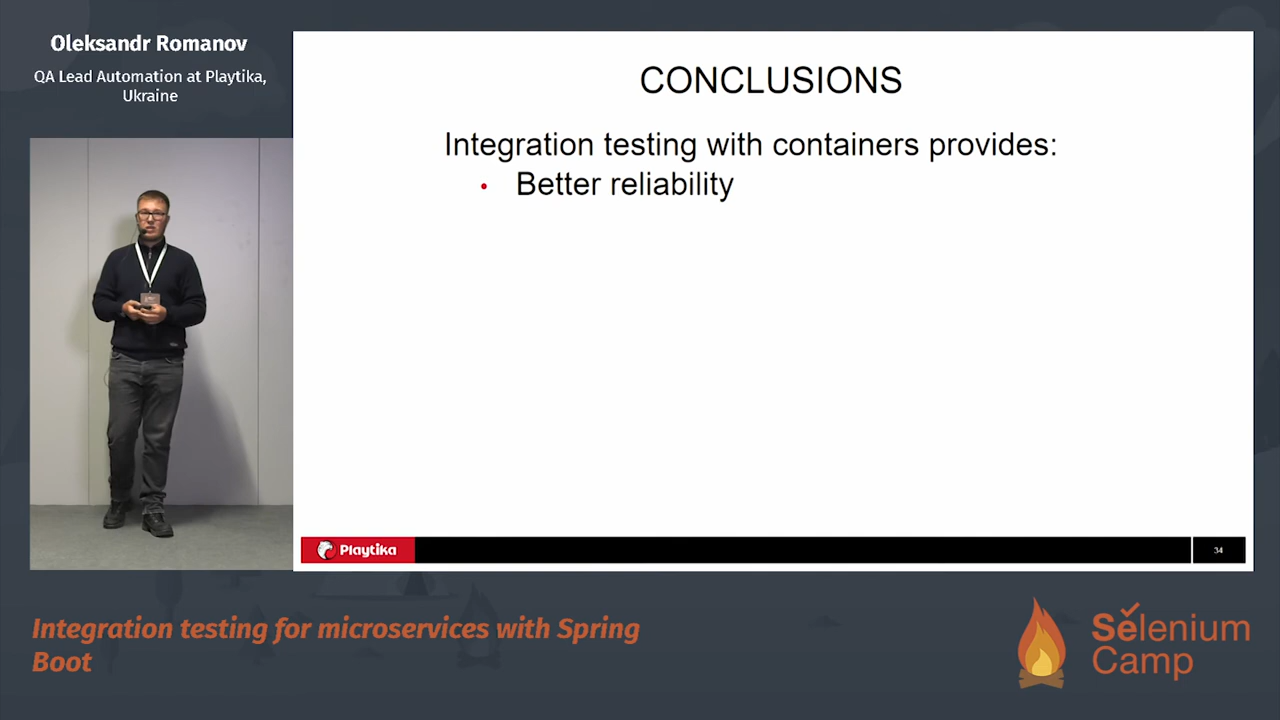 Oleksandr Romanov
QA Lead Automation at Playtika,
Ukraine
CONCLUSIONS
Integration testing with containers provides:
• Better reliability
Playtika
34
Integration testing for microservices with Spring
Boot
Selenium
Camp